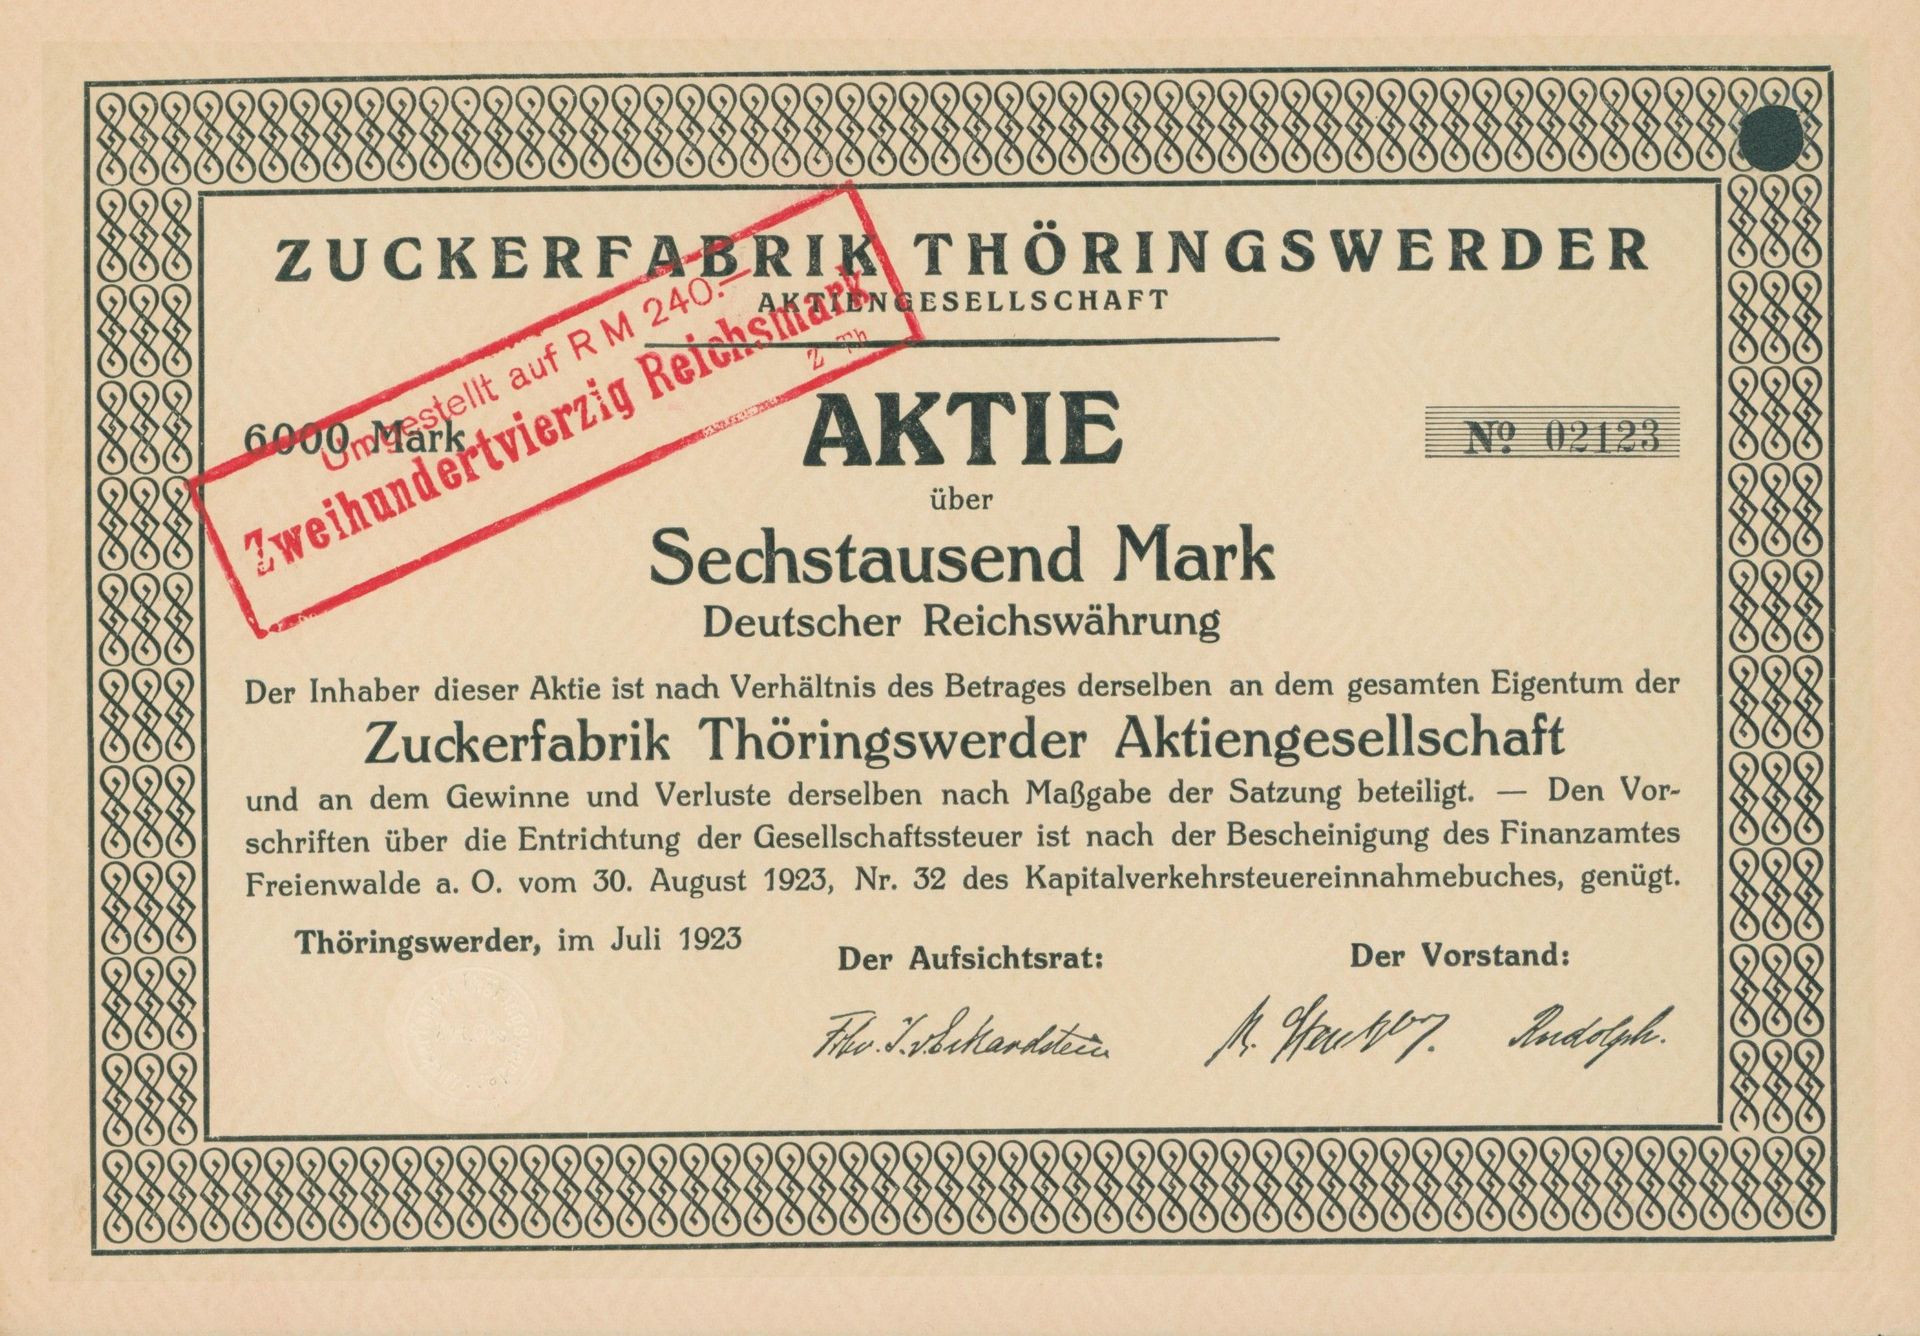 ZUCKERFABRIK THÖRINGSWERDER
AKTIENGESELLSCHAFT
Umgestellt auf RM 240.—
Zweihundertvierzig Reichsmark
Z Th
6000 Mark
AKTIE
No 02123
über
Sechstausend Mark
Deutscher Reichswährung
Der Inhaber dieser Aktie ist nach Verhältnis des Betrages derselben an dem gesamten Eigentum der
Zuckerfabrik Thöringswerder Aktiengesellschaft
und an dem Gewinne und Verluste derselben nach Maßgabe der Satzung beteiligt. — Den Vor-
schriften über die Entrichtung der Gesellschaftssteuer ist nach der Bescheinigung des Finanzamtes
Freienwalde a. O. vom 30. August 1923, Nr. 32 des Kapitalverkehrsteuereinnahmebuches, genügt.
Thöringswerder, im Juli 1923
Der Aufsichtsrat:
Der Vorstand:
Frhr. J. v. Eckardstein
Rudolph.